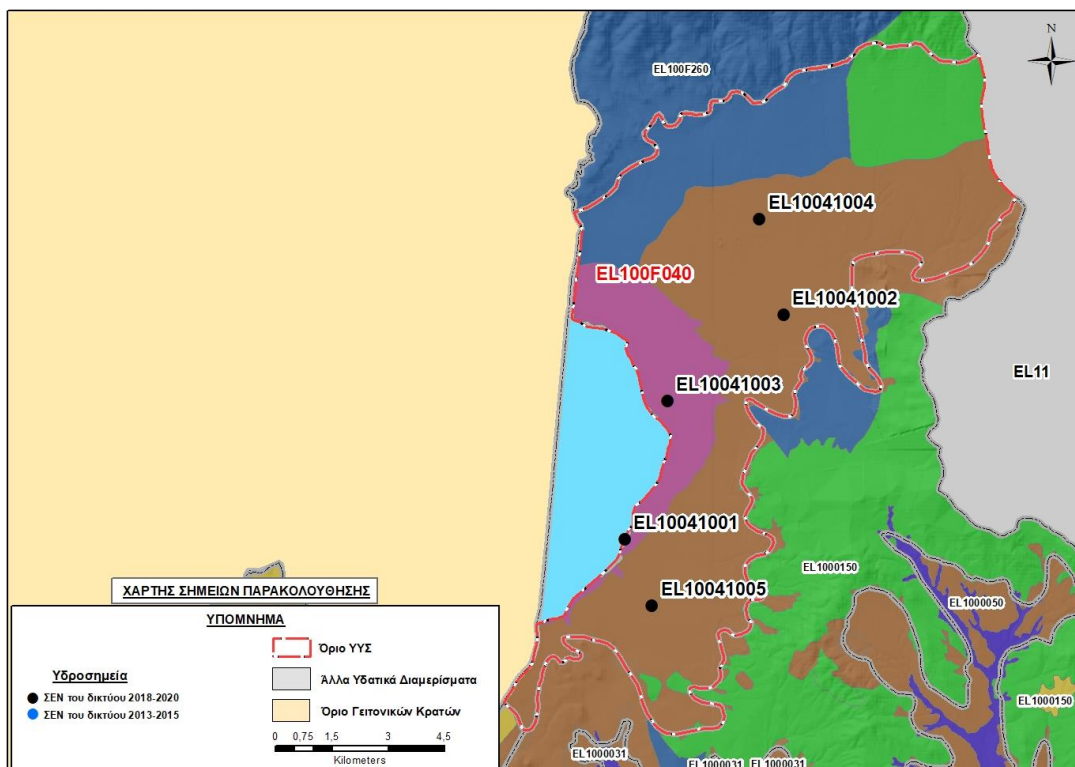 N
EL100F260
EL10041004
EL100F040
EL10041002
EL11
EL10041003
EL10041001
EL1000150
EL10041005
EL1000050
EL1000150
EL1000031
EL1000031
EL1000031
ΧΑΡΤΗΣ ΣΗΜΕΙΩΝ ΠΑΡΑΚΟΛΟΥΘΗΣΗΣ
ΥΠΟΜΝΗΜΑ
Υδροσημεία
ΣΕΝ του δικτύου 2018-2020
ΣΕΝ του δικτύου 2013-2015
Όριο ΥΥΣ
Άλλα Υδατικά Διαμερίσματα
Όριο Γειτονικών Κρατών
0 0,75 1,5 3 4,5
Kilometers